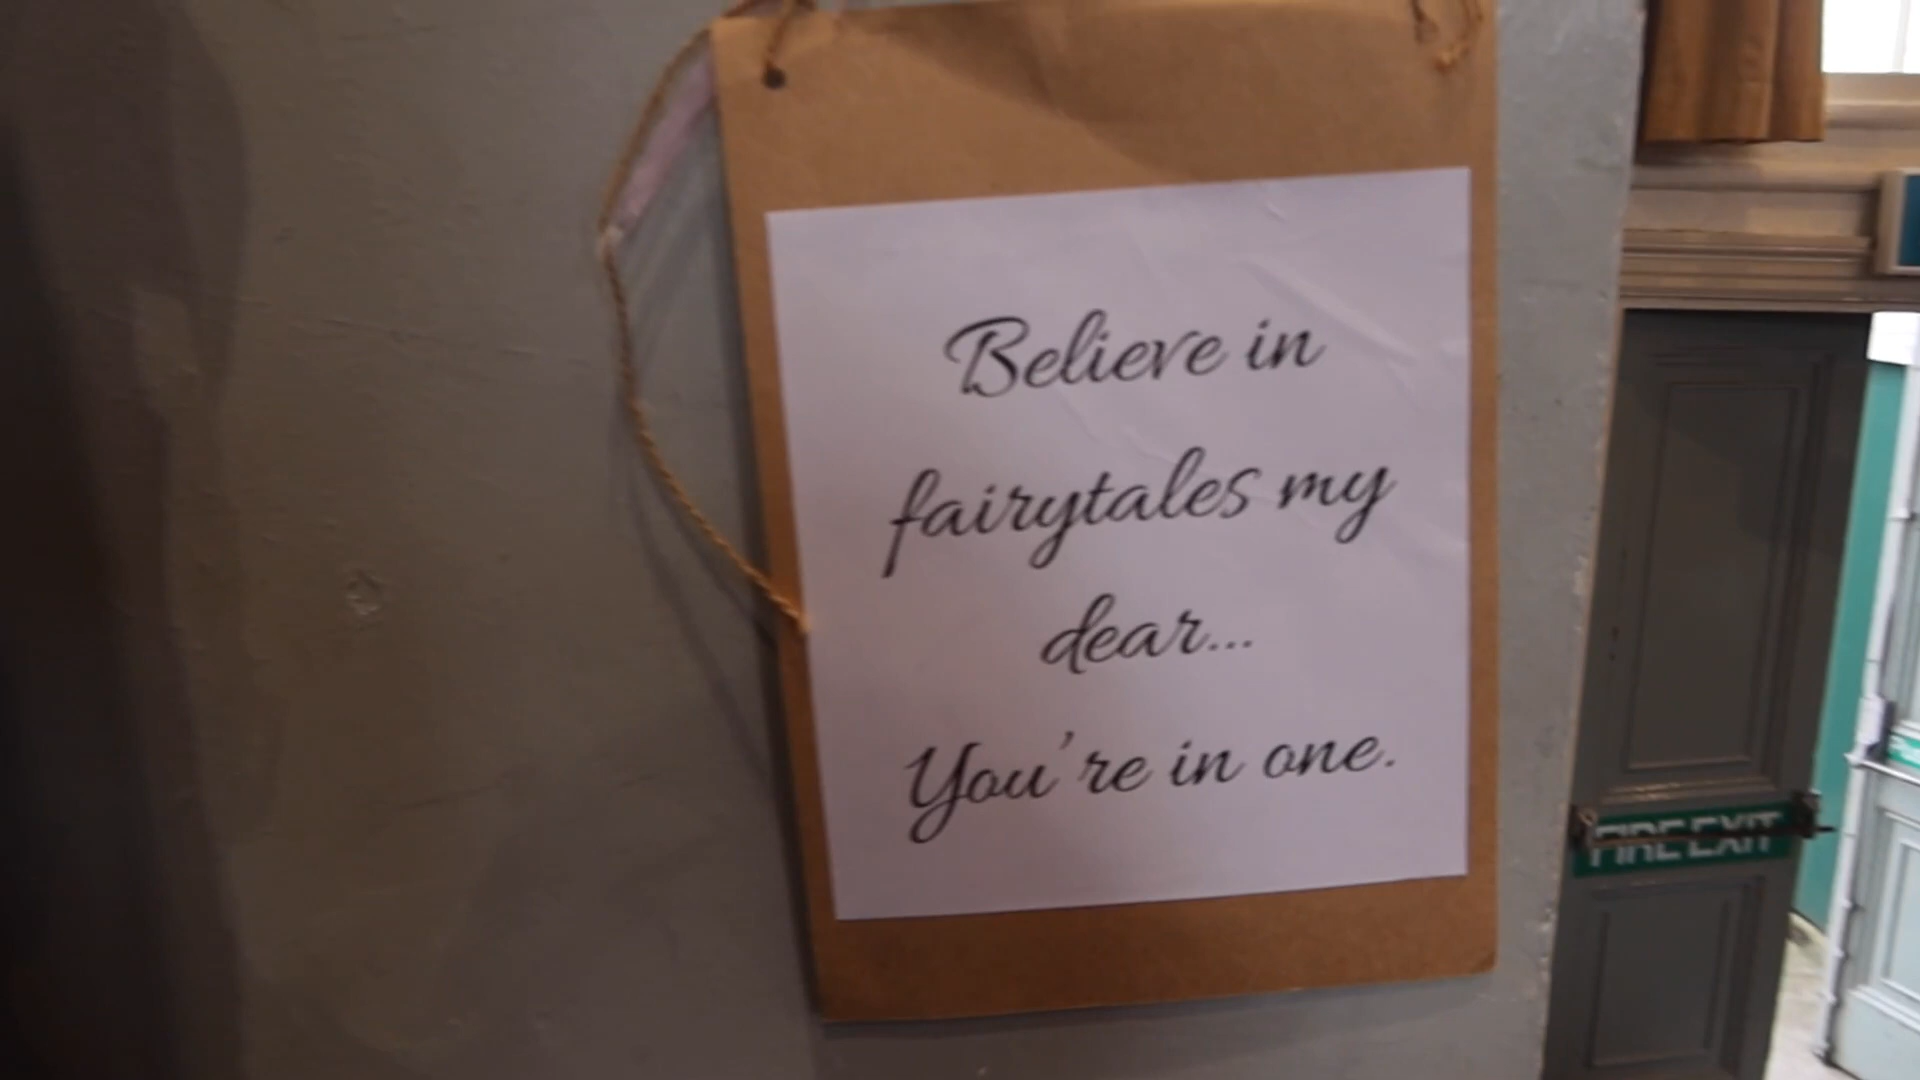 Believe in
fairytales my
dear...
You're in one.
FIRE EXIT